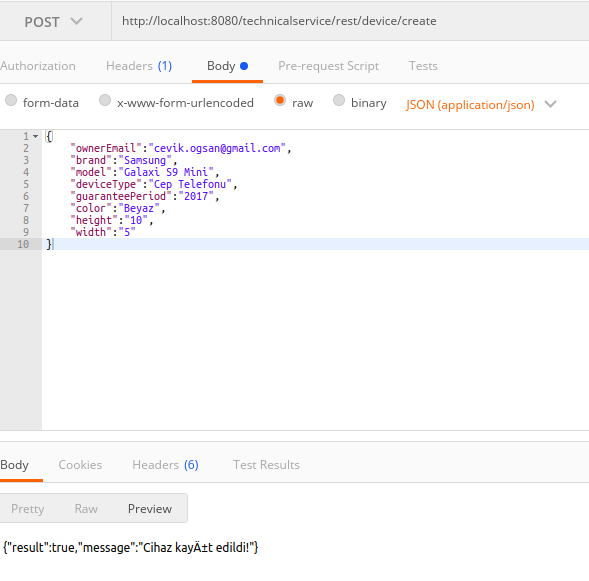 POST http://localhost:8080/technicalservice/rest/device/create
Authorization Headers (1) Body Pre-request Script Tests
form-data x-www-form-urlencoded raw binary JSON (application/json)
1 {
2 "ownerEmail":"cevik.ogsan@gmail.com",
3 "brand":"Samsung",
4 "model":"Galaxi S9 Mini",
5 "deviceType":"Cep Telefonu",
6 "guaranteePeriod":"2017",
7 "color":"Beyaz",
8 "height":"10",
9 "width":"5"
10 }
Body Cookies Headers (6) Test Results
Pretty Raw Preview
{"result":true,"message":"Cihaz kayÄ±t edildi!"}